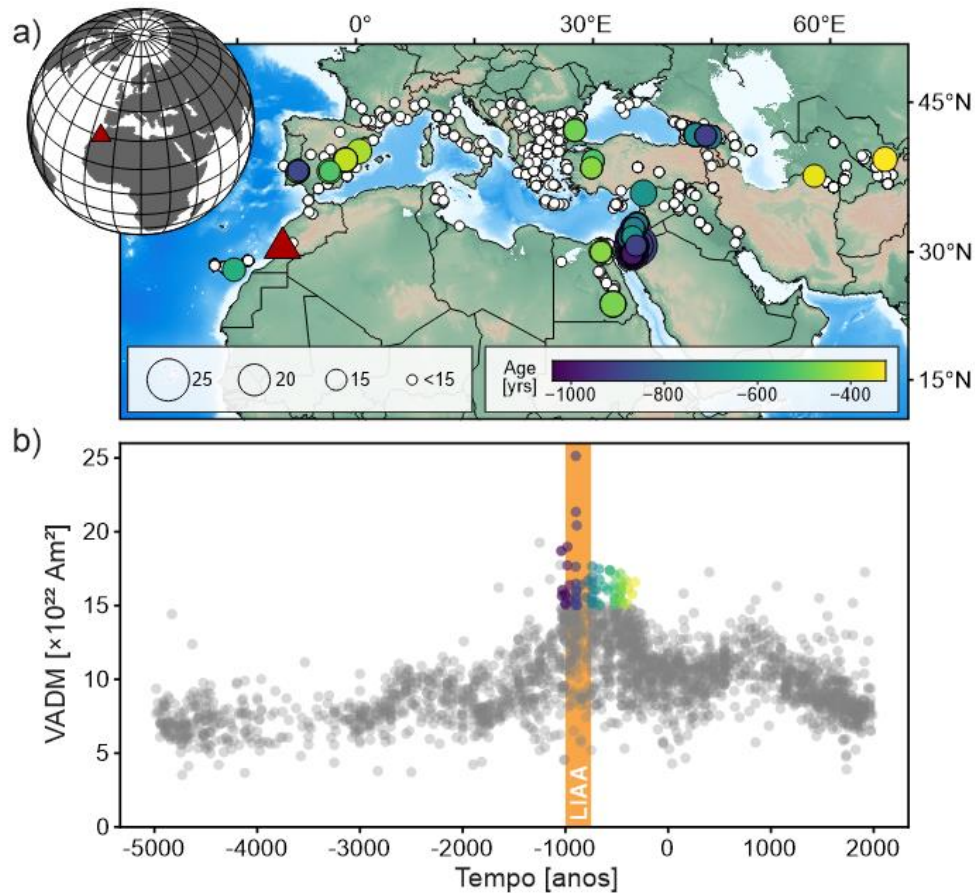 a)
0° 30°E 60°E
45°N
30°N
15°N
25 20 15 <15
Age
[yrs]
−1000 −800 −600 −400
b)
VADM [×10²² Am²]
25
20
15
10
5
0
LIAA
-5000 -4000 -3000 -2000 -1000 0 1000 2000
Tempo [anos]